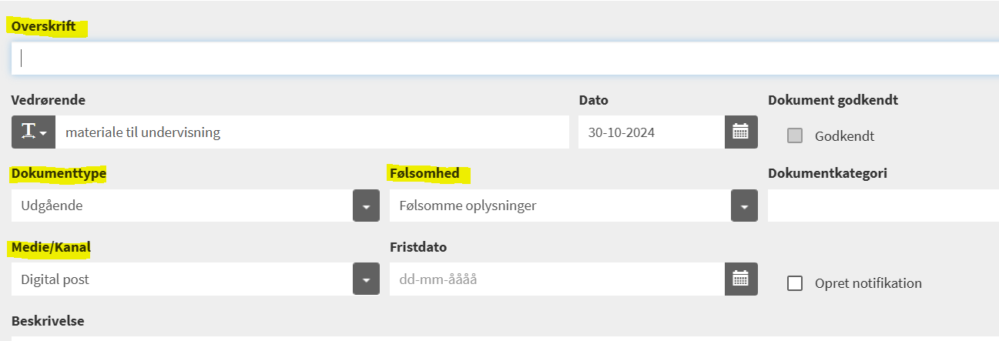 Overskrift
Vedrørende Dato Dokument godkendt
T materiale til undervisning 30-10-2024 Godkendt
Dokumenttype Følsomhed Dokumentkategori
Udgående Følsomme oplysninger
Medie/Kanal Fristdato
Digital post dd-mm-åååå Opret notifikation
Beskrivelse